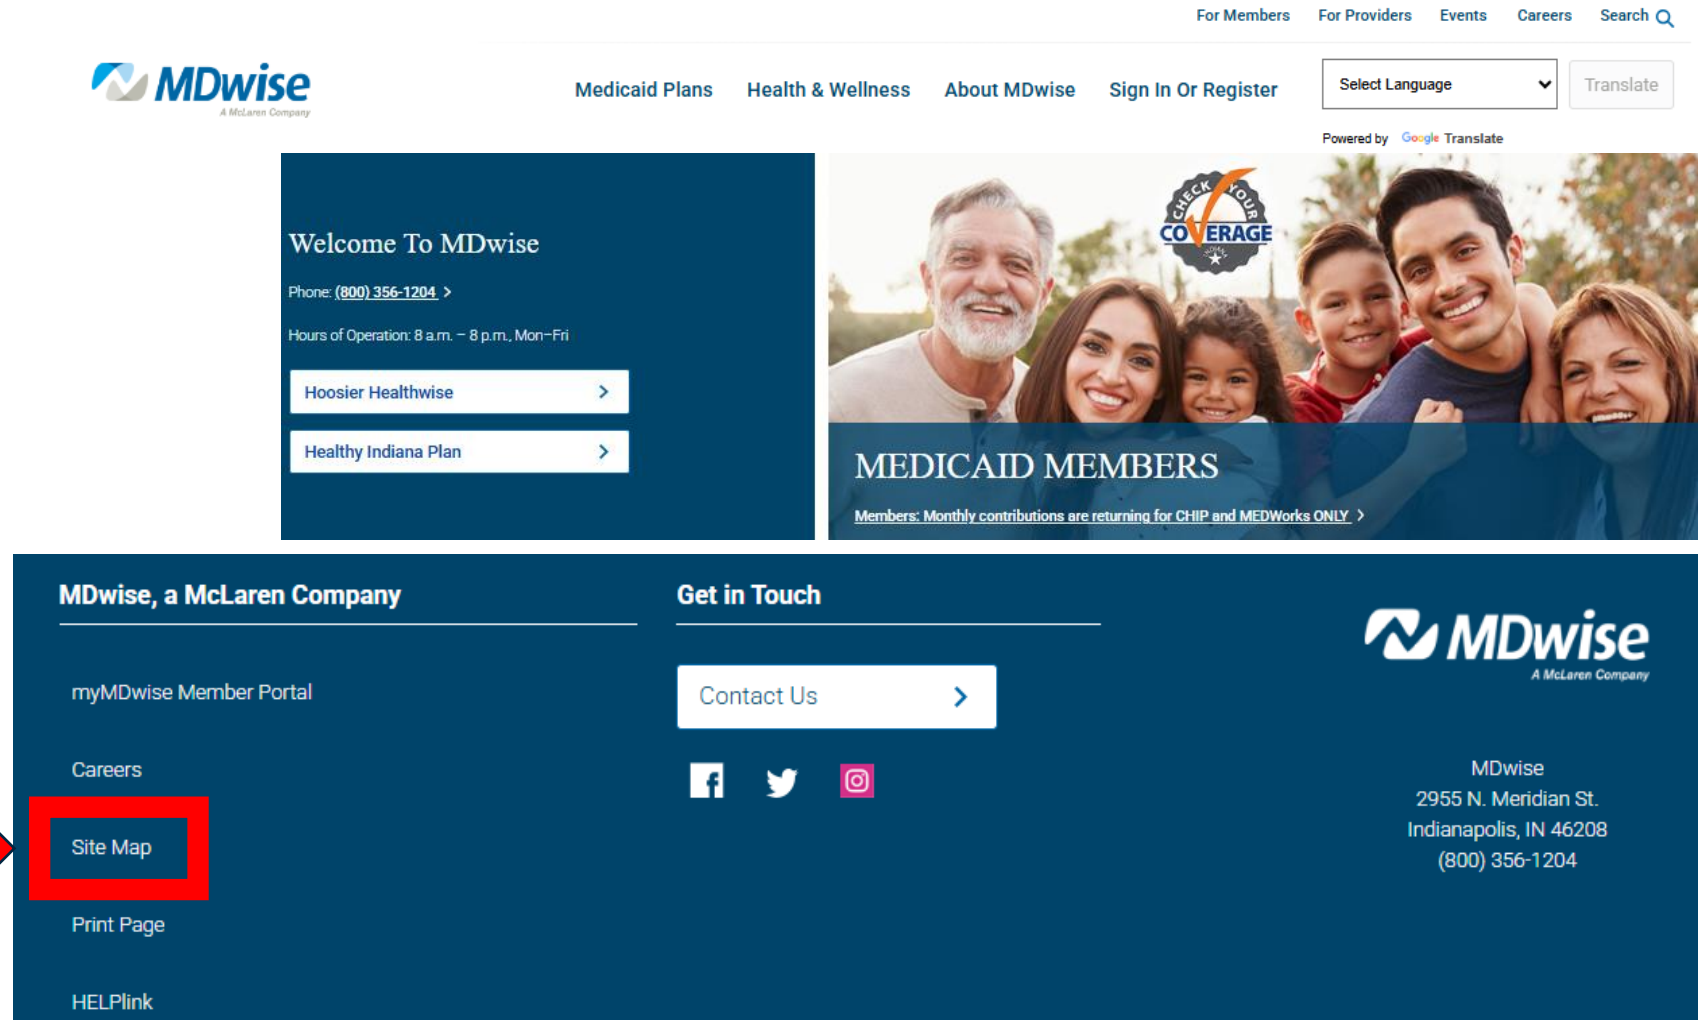 For Members For Providers Events Careers Search
MDwise
A McLaren Company
Medicaid Plans Health & Wellness About MDwise Sign In Or Register
Select Language
Translate
Powered by Google Translate
Welcome To MDwise
Phone: (800) 356-1204 >
Hours of Operation: 8 a.m. – 8 p.m., Mon–Fri
Hoosier Healthwise
Healthy Indiana Plan
CHECK YOUR
COVERAGE
INDIANA
MEDICAID MEMBERS
Members: Monthly contributions are returning for CHIP and MEDWorks ONLY >
MDwise, a McLaren Company
myMDwise Member Portal
Careers
Site Map
Print Page
HELPlink
Get in Touch
Contact Us
MDwise
A McLaren Company
MDwise
2955 N. Meridian St.
Indianapolis, IN 46208
(800) 356-1204